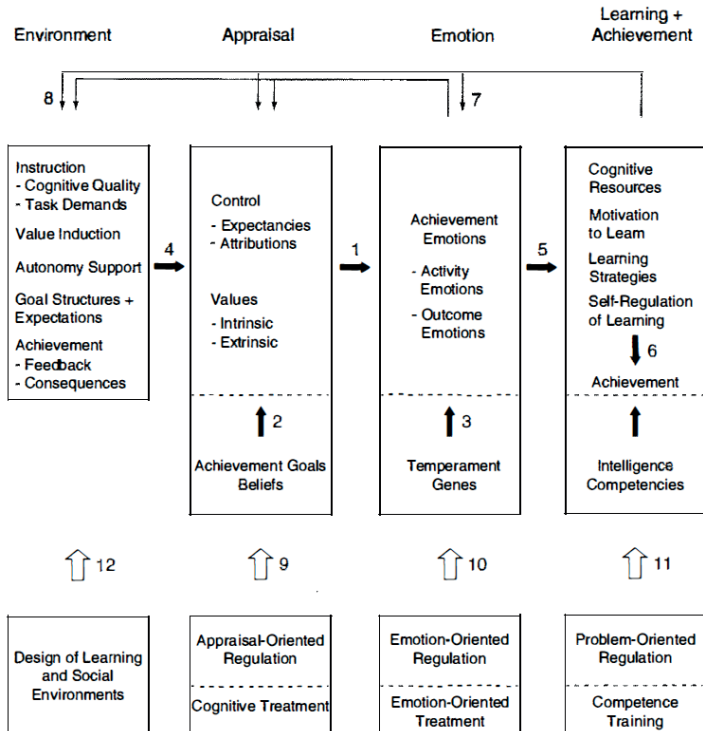 Environment
Appraisal
Emotion
Learning +
Achievement
8
7
Instruction
- Cognitive Quality
- Task Demands
Value Induction
Autonomy Support
Goal Structures +
Expectations
Achievement
- Feedback
- Consequences
4
Control
- Expectancies
- Attributions
Values
- Intrinsic
- Extrinsic
2
Achievement Goals
Beliefs
1
Achievement
Emotions
- Activity
Emotions
- Outcome
Emotions
3
Temperament
Genes
5
Cognitive
Resources
Motivation
to Learn
Learning
Strategies
Self-Regulation
of Learning
6
Achievement
Intelligence
Competencies
12
9
10
11
Design of Learning
and Social
Environments
Appraisal-Oriented
Regulation
Cognitive Treatment
Emotion-Oriented
Regulation
Emotion-Oriented
Treatment
Problem-Oriented
Regulation
Competence
Training